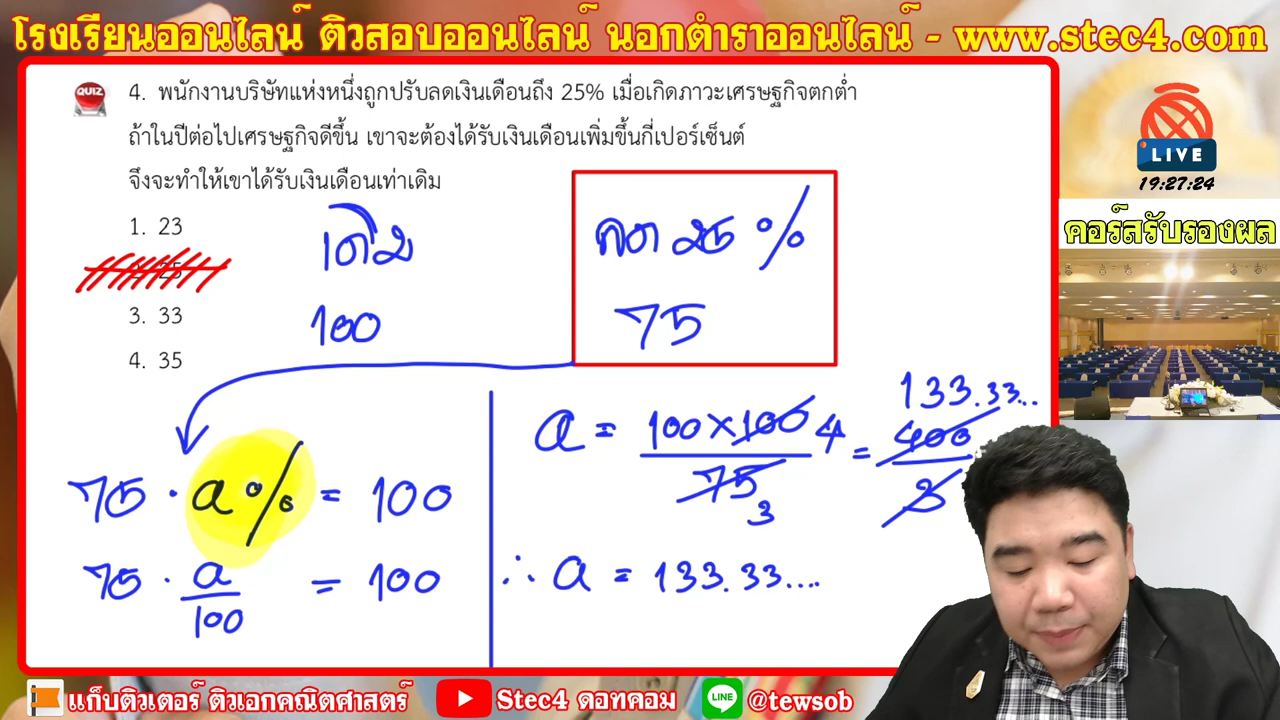 โรงเรียนออนไลน์ ติวสอบออนไลน์ นอกตำราออนไลน์ - www.stec4.com
QUIZ
4. พนักงานบริษัทแห่งหนึ่งถูกปรับลดเงินเดือนถึง 25% เมื่อเกิดภาวะเศรษฐกิจตกต่ำ
ถ้าในปีต่อไปเศรษฐกิจดีขึ้น เขาจะต้องได้รับเงินเดือนเพิ่มขึ้นกี่เปอร์เซ็นต์
จึงจะทำให้เขาได้รับเงินเดือนเท่าเดิม
1. 23
2. 25
3. 33
4. 35
เดิม
100
ลด 25 %
75
75 · a% = 100
75 · a/100 = 100
a = 100 × 100 4 / 75 3 = 400 / 3 133.33...
∴ a = 133.33....
LIVE
19:27:24
คอร์สรับรองผล
แก็บติวเตอร์ ติวเอกคณิตศาสตร์
Stec4 ดอทคอม
LINE
@tewsob